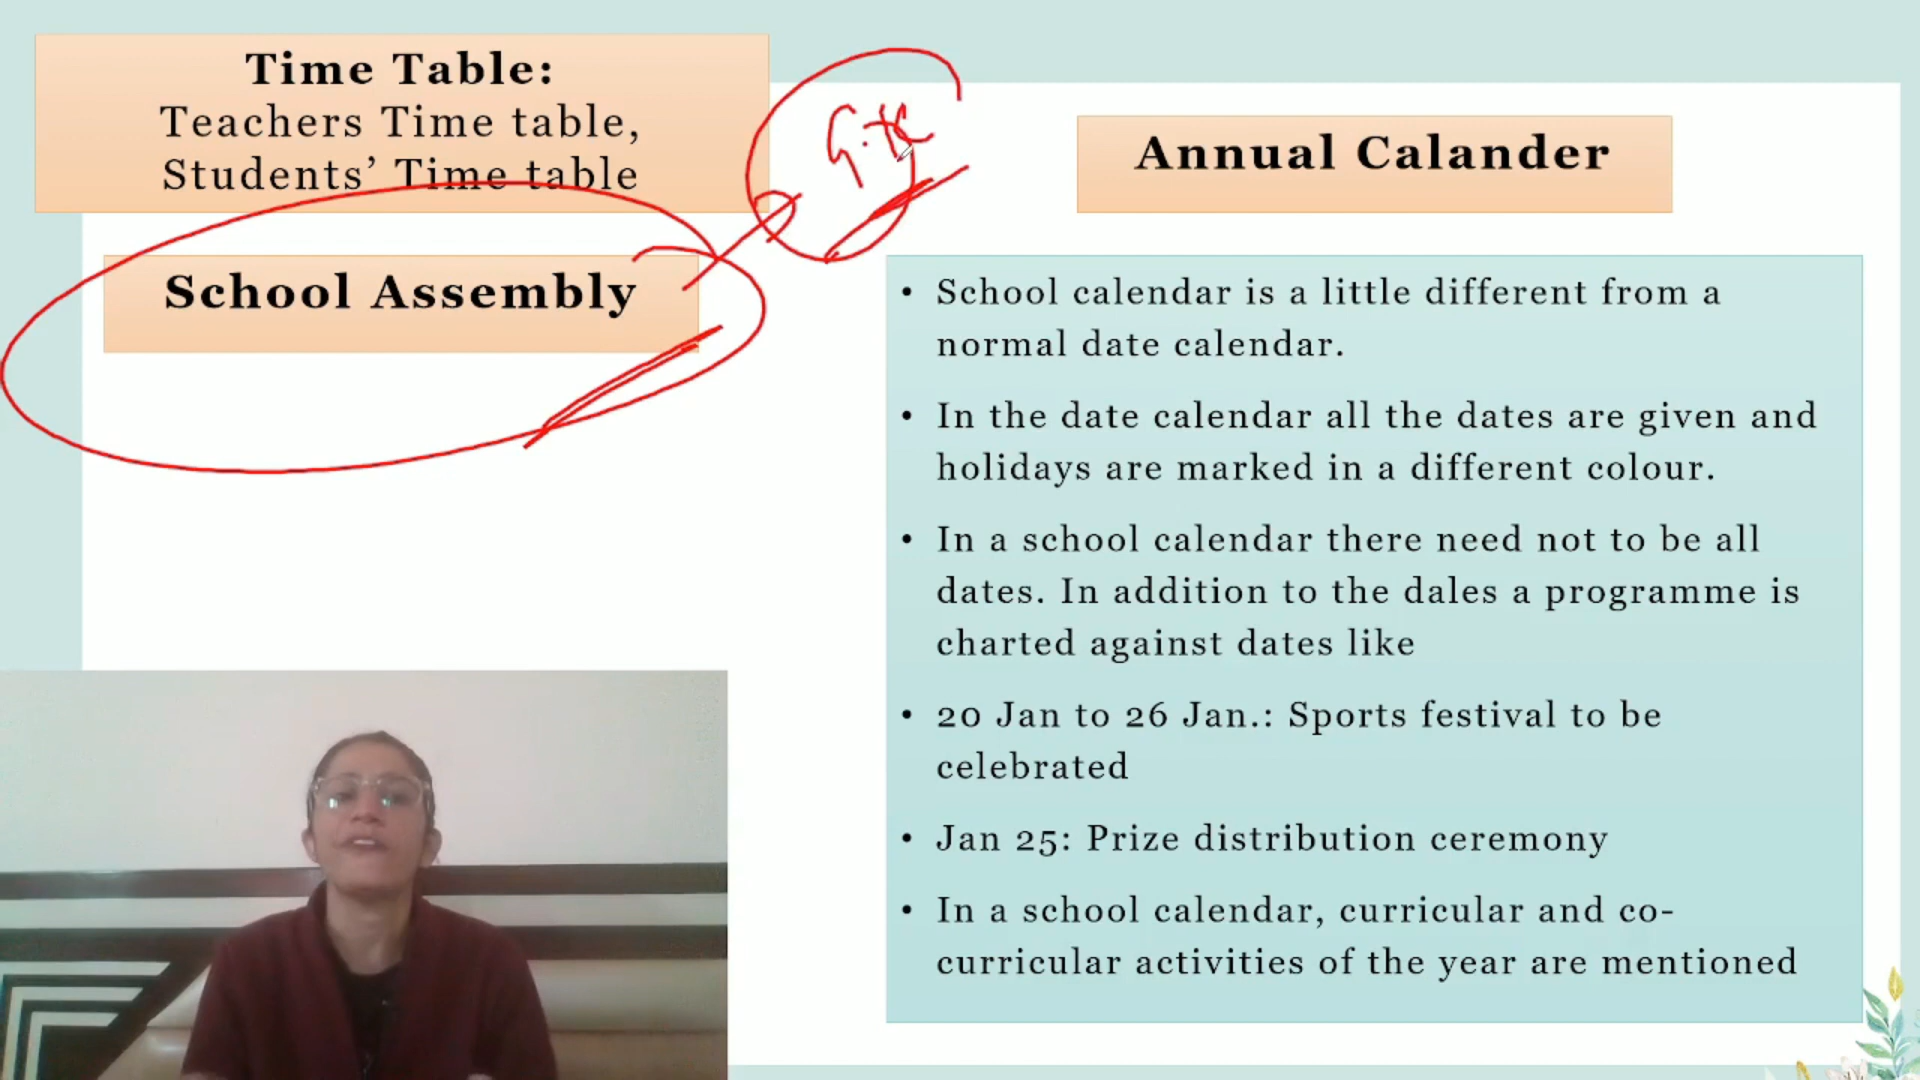 Time Table:
Teachers Time table,
Students’ Time table
School Assembly
Annual Calander
• School calendar is a little different from a
normal date calendar.
• In the date calendar all the dates are given and
holidays are marked in a different colour.
• In a school calendar there need not to be all
dates. In addition to the dales a programme is
charted against dates like
• 20 Jan to 26 Jan.: Sports festival to be
celebrated
• Jan 25: Prize distribution ceremony
• In a school calendar, curricular and co-
curricular activities of the year are mentioned